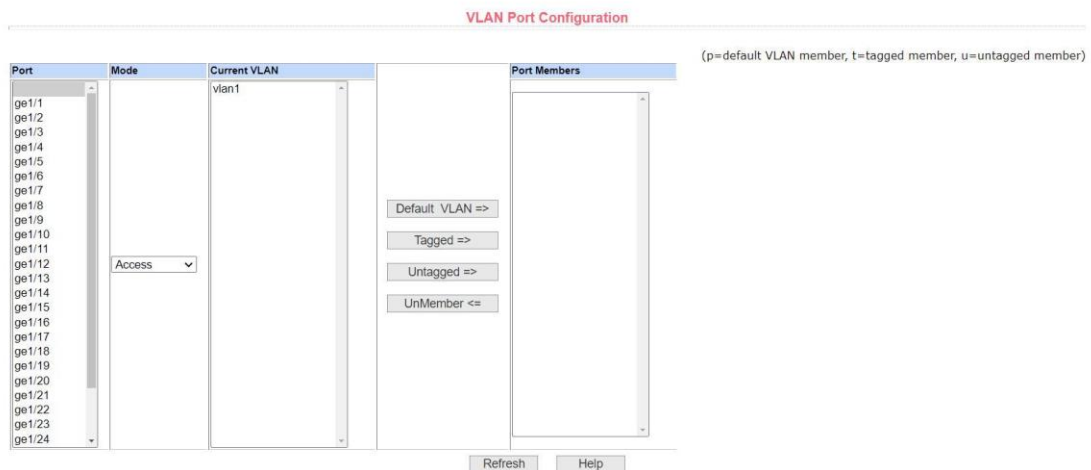 VLAN Port Configuration
(p=default VLAN member, t=tagged member, u=untagged member)
Port Mode Current VLAN Port Members
vlan1
ge1/1
ge1/2
ge1/3
ge1/4
ge1/5
ge1/6
ge1/7
ge1/8
ge1/9
ge1/10
ge1/11
ge1/12
ge1/13
ge1/14
ge1/15
ge1/16
ge1/17
ge1/18
ge1/19
ge1/20
ge1/21
ge1/22
ge1/23
ge1/24
Access
Default VLAN =>
Tagged =>
Untagged =>
UnMember <=
Refresh Help